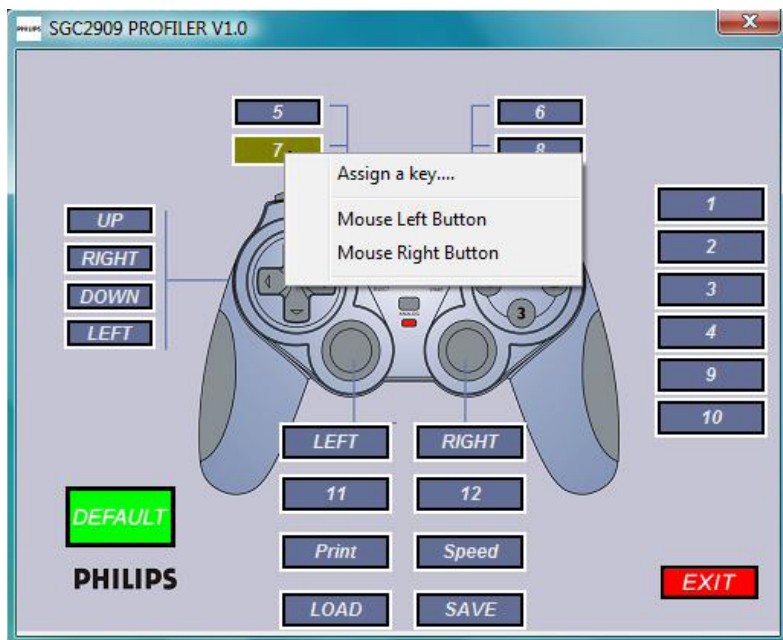 PHILIPS SGC2909 PROFILER V1.0
5
6
7
8
Assign a key....
Mouse Left Button
Mouse Right Button
UP
RIGHT
DOWN
LEFT
1
2
3
4
9
10
ANALOG
3
LEFT
RIGHT
11
12
DEFAULT
Print
Speed
PHILIPS
EXIT
LOAD
SAVE